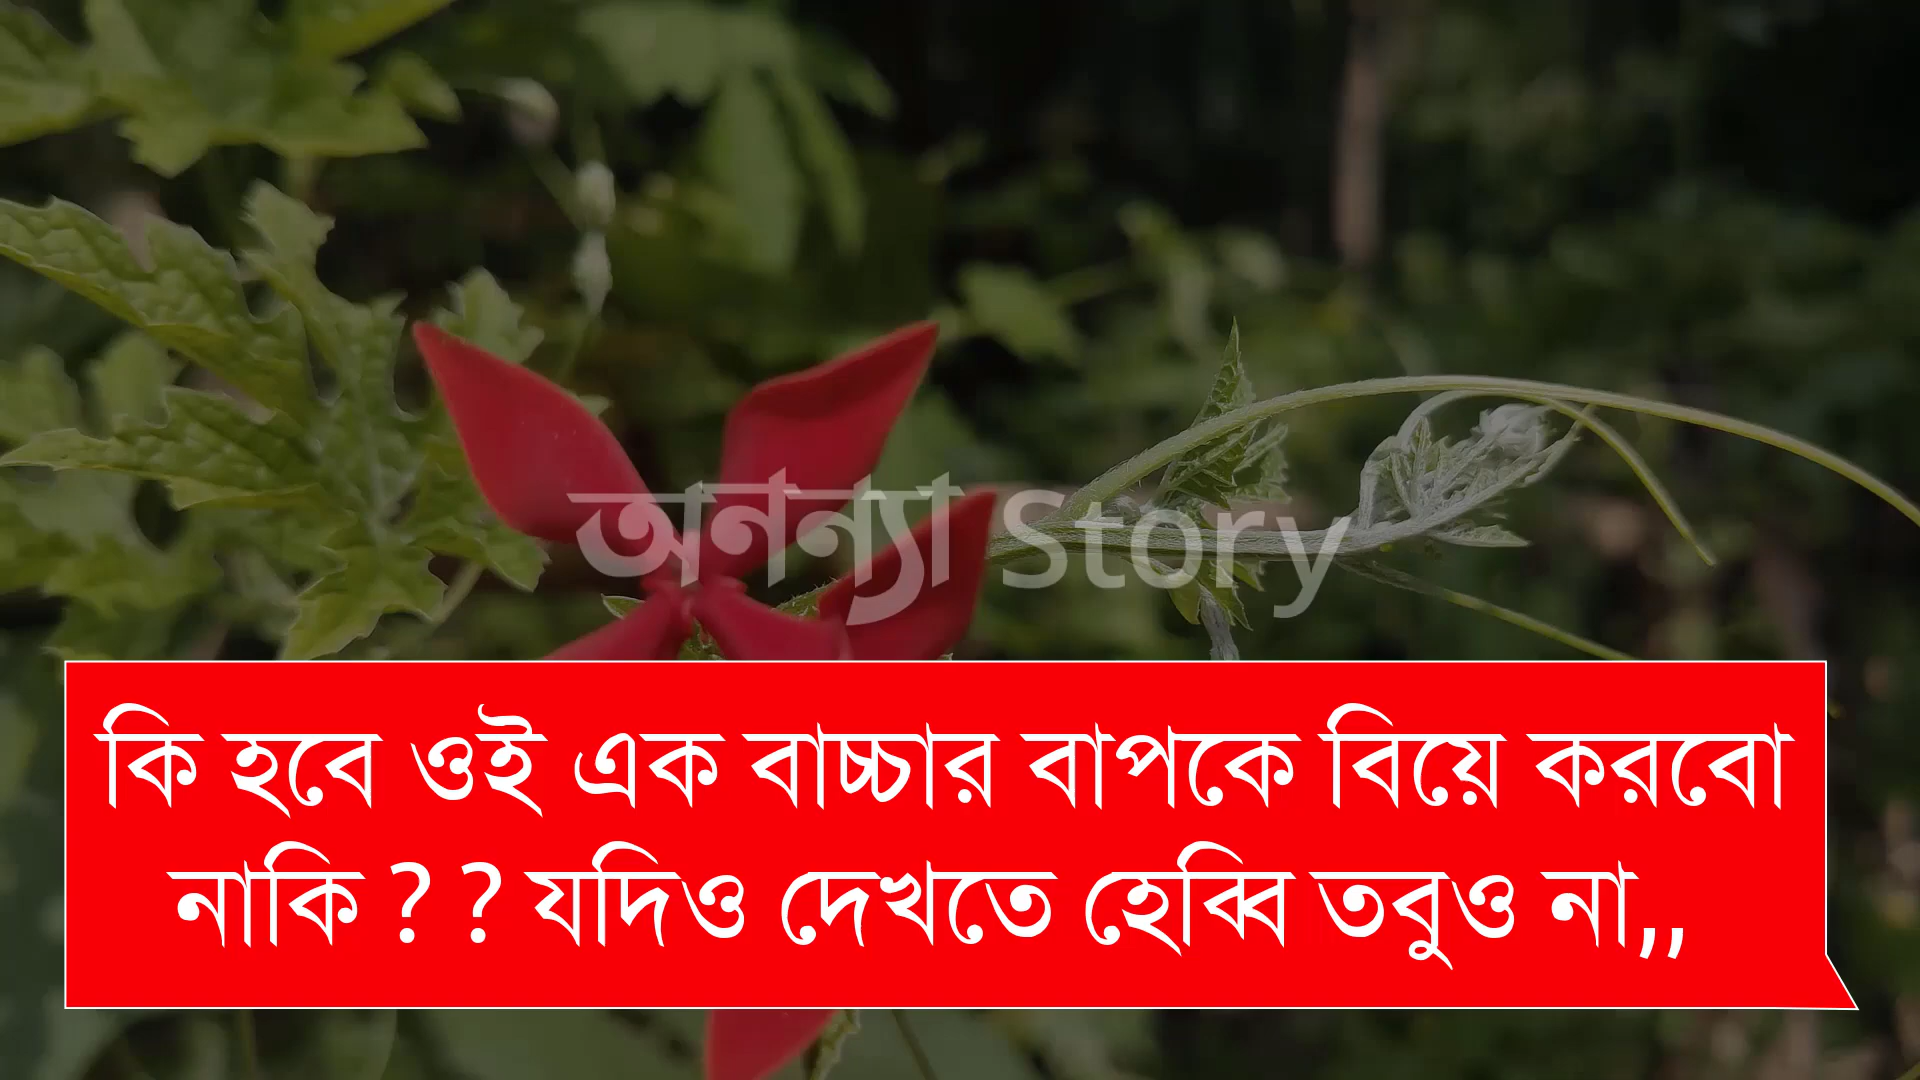 অনন্যা Story
কি হবে ওই এক বাচ্চার বাপকে বিয়ে করবো
নাকি ? ? যদিও দেখতে হেব্বি তবুও না,,